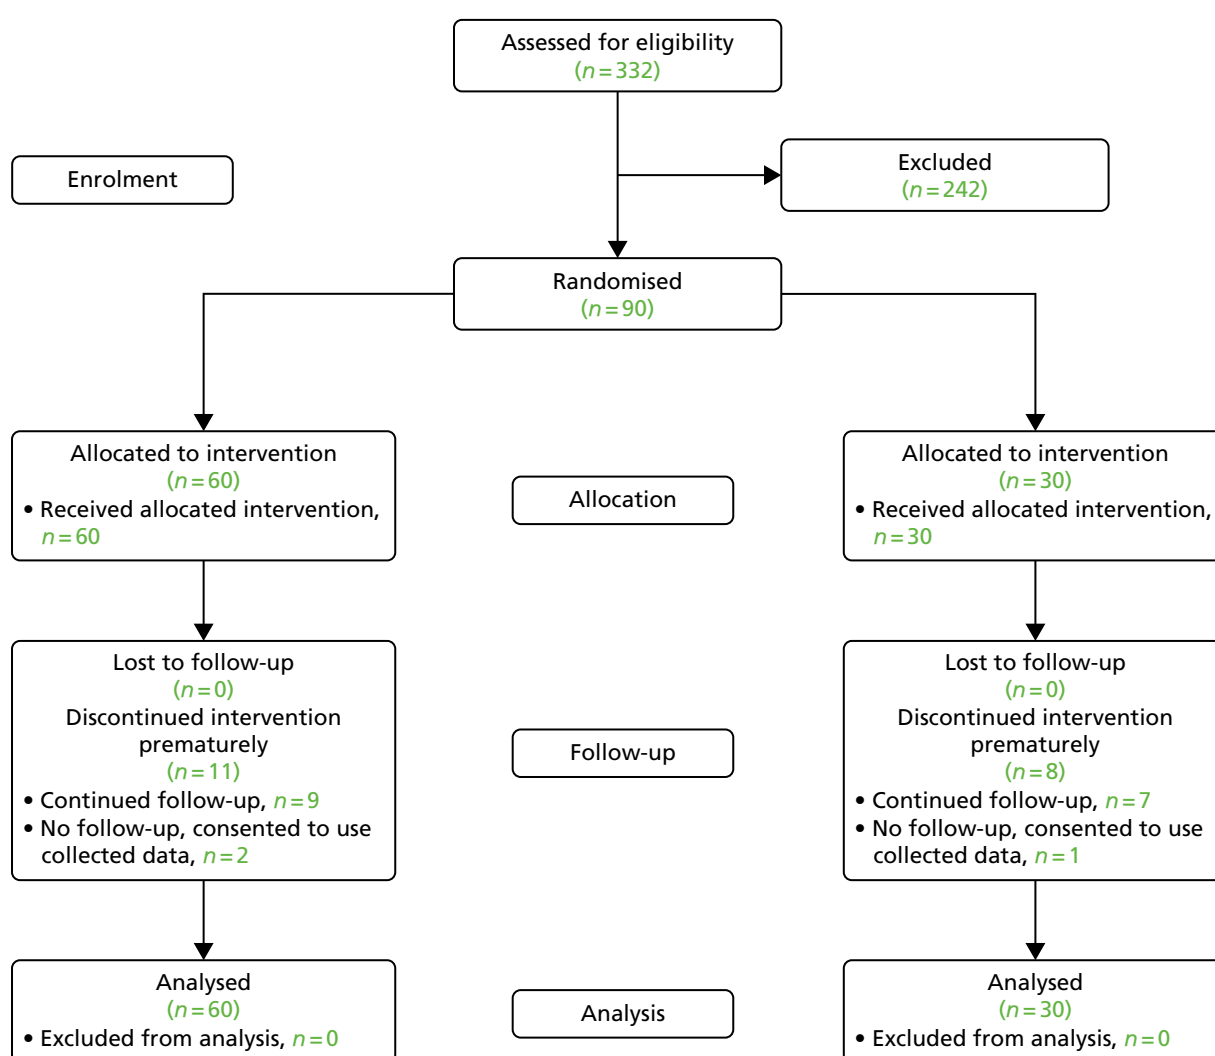 Assessed for eligibility
(n=332)
Enrolment
Excluded
(n=242)
Randomised
(n=90)
Allocated to intervention
(n=60)
• Received allocated intervention,
n=60
Allocation
Allocated to intervention
(n=30)
• Received allocated intervention,
n=30
Lost to follow-up
(n=0)
Discontinued intervention
prematurely
(n=11)
• Continued follow-up, n=9
• No follow-up, consented to use
collected data, n=2
Follow-up
Lost to follow-up
(n=0)
Discontinued intervention
prematurely
(n=8)
• Continued follow-up, n=7
• No follow-up, consented to use
collected data, n=1
Analysed
(n=60)
• Excluded from analysis, n=0
Analysis
Analysed
(n=30)
• Excluded from analysis, n=0